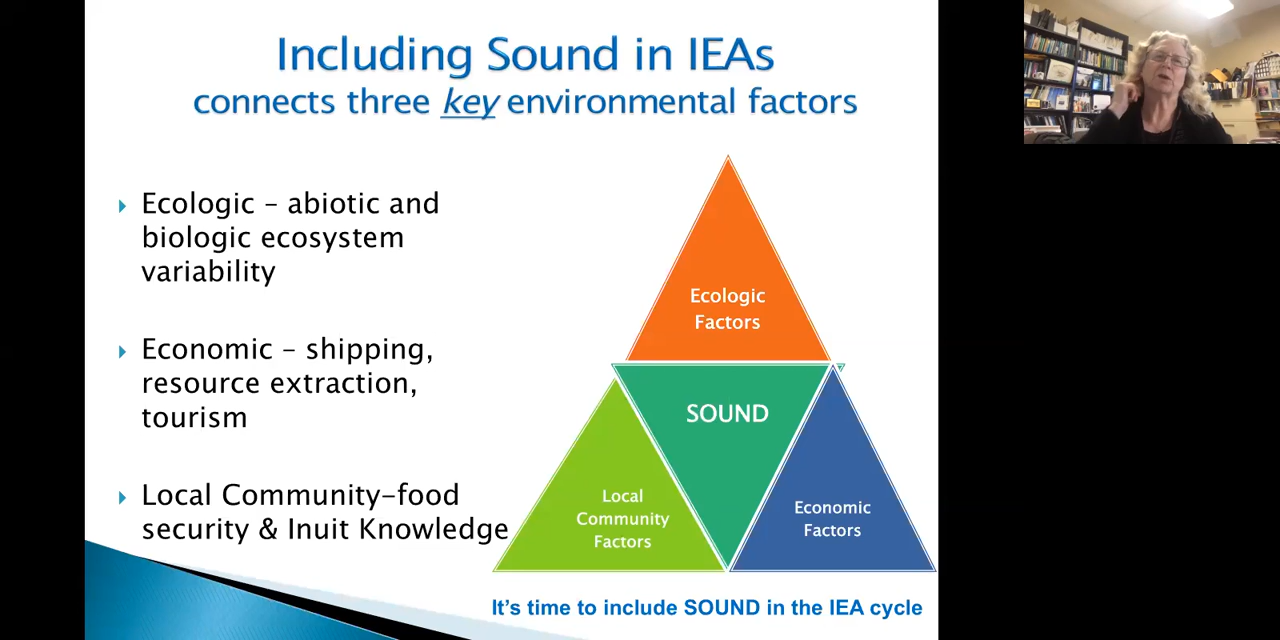 Including Sound in IEAs
connects three key environmental factors
Ecologic – abiotic and
biologic ecosystem
variability
Economic – shipping,
resource extraction,
tourism
Local Community–food
security & Inuit Knowledge
Ecologic
Factors
SOUND
Local
Community
Factors
Economic
Factors
It's time to include SOUND in the IEA cycle